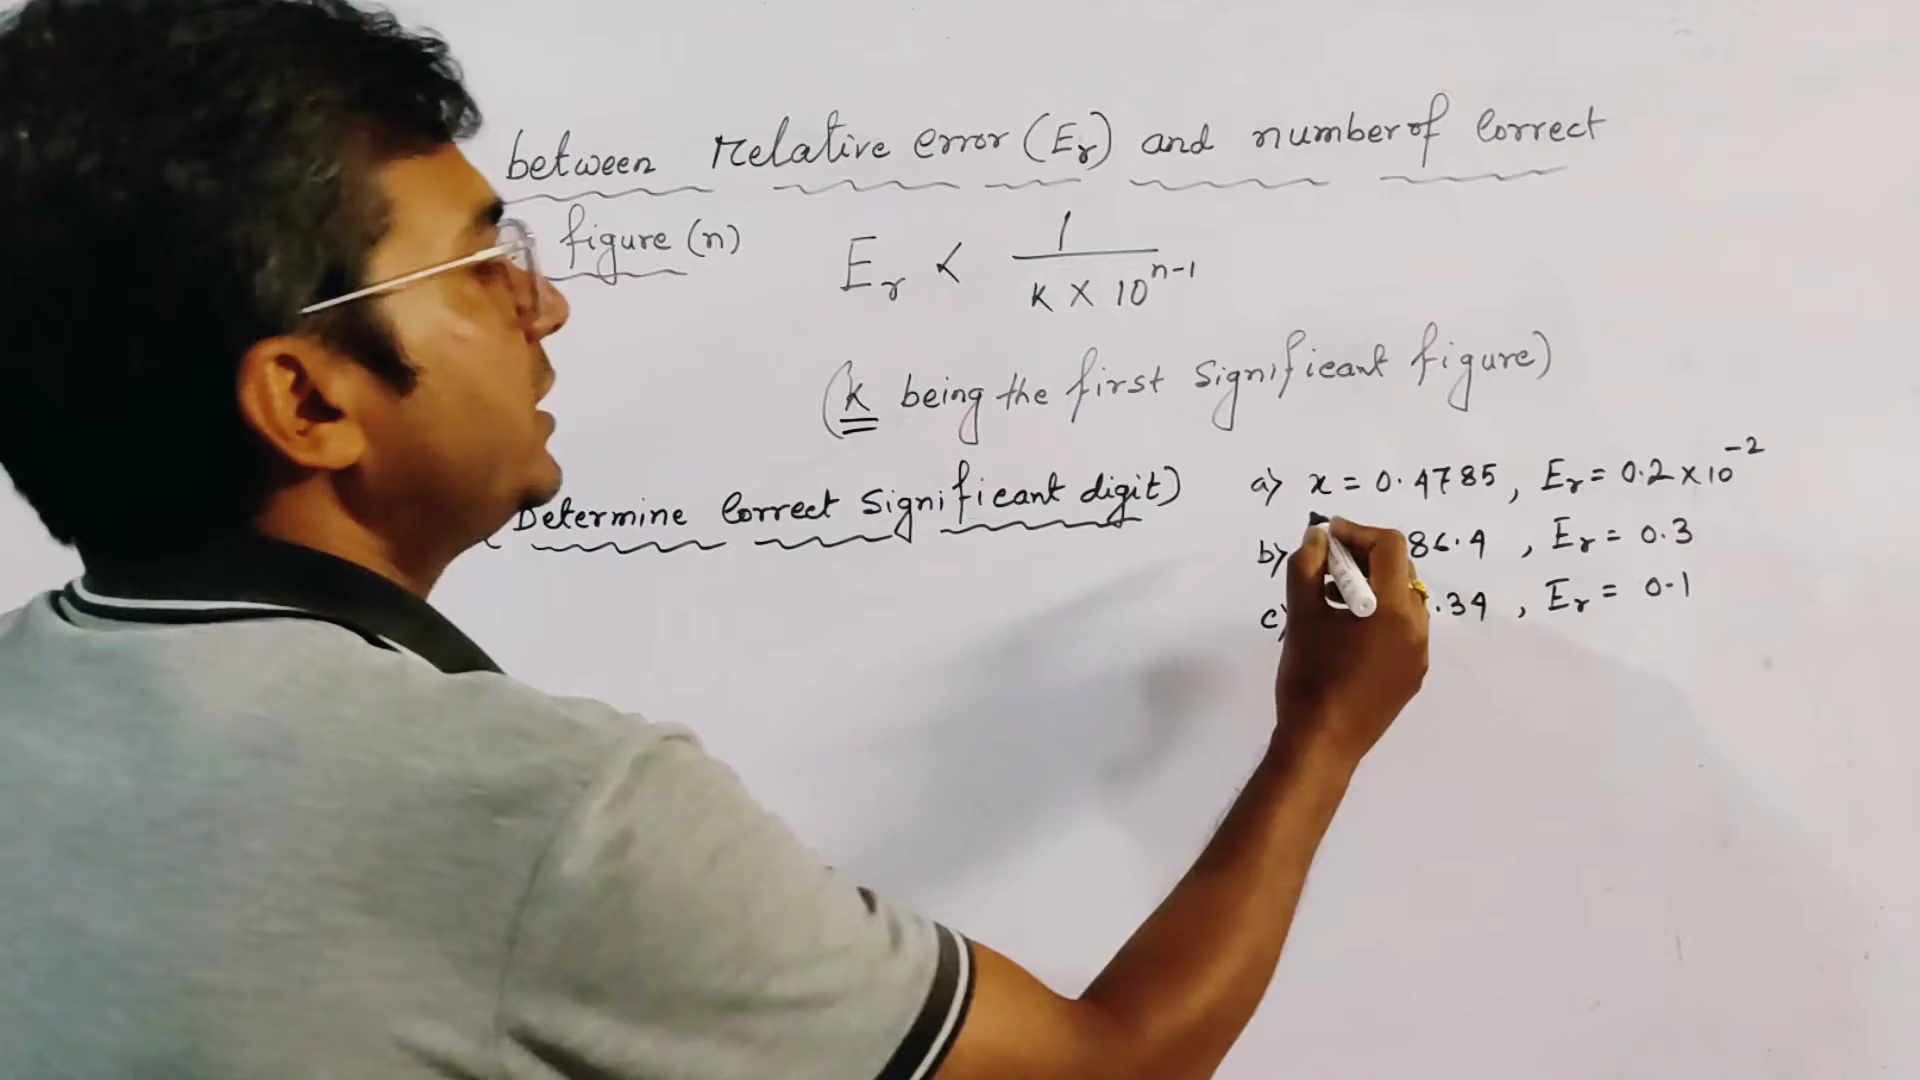 between relative error (Er) and number of correct
figure (n)
Er < 1 / K × 10^n-1
(K being the first significant figure)
(Determine Correct significant digit)
a) x = 0.4785, Er = 0.2 × 10^-2
b) 86.4, Er = 0.3
c) .34, Er = 0.1